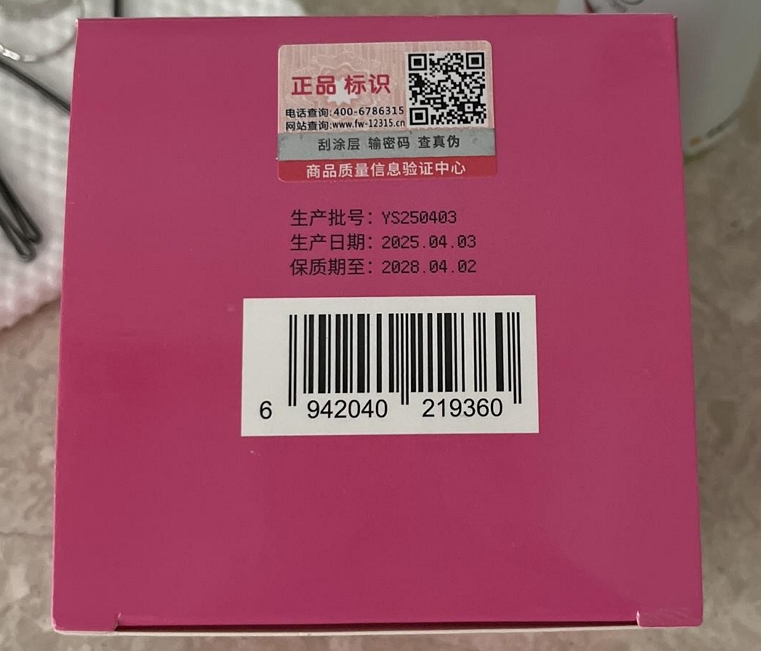 正品 标识
电话查询:400-6786315
网站查询:www.fw-12315.cn
刮涂层 输密码 查真伪
商品质量信息验证中心
生产批号：YS250403
生产日期：2025.04.03
保质期至：2028.04.02
6 942040 219360